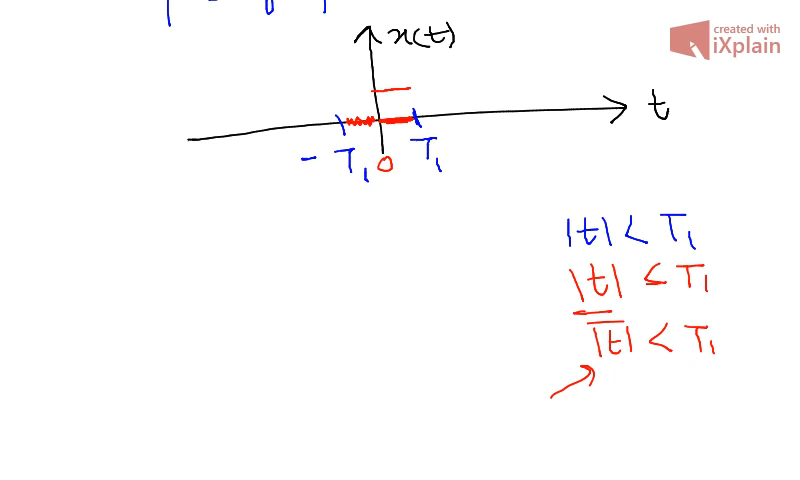 created with
iXplain
x(t)
t
- T₁ 0 T₁
|t| < T₁
|t| ≤ T₁
|t| < T₁